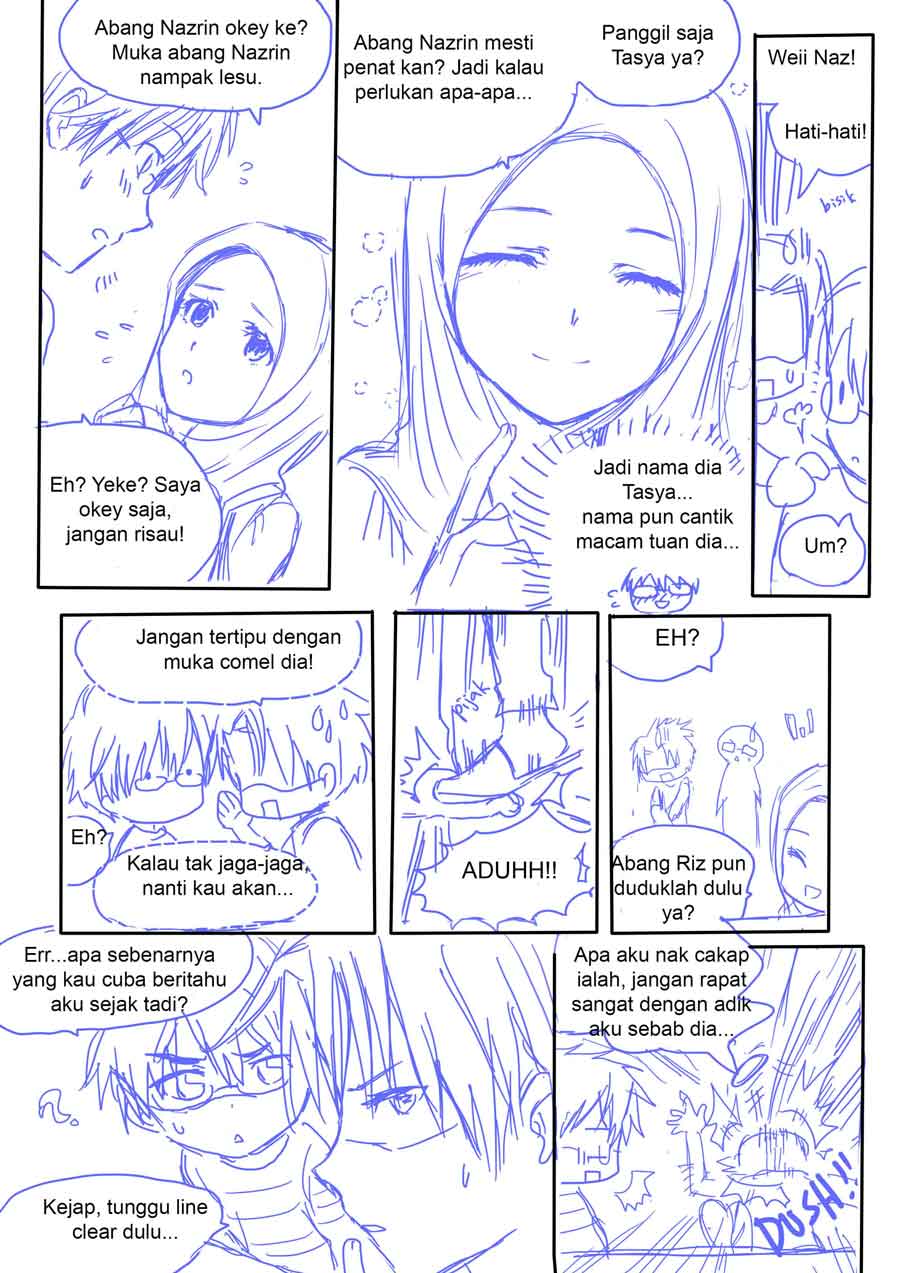 Abang Nazrin okey ke?
Muka abang Nazrin
nampak lesu.
Eh? Yeke? Saya
okey saja,
jangan risau!
Panggil saja
Tasya ya?
Abang Nazrin mesti
penat kan? Jadi kalau
perlukan apa-apa...
Jadi nama dia
Tasya...
nama pun cantik
macam tuan dia...
Weii Naz!
Hati-hati!
bisik
Um?
Jangan tertipu dengan
muka comel dia!
Eh?
Kalau tak jaga-jaga,
nanti kau akan...
pijak
ADUHH!!
EH?
Abang Riz pun
duduklah dulu
ya?
Err...apa sebenarnya
yang kau cuba beritahu
aku sejak tadi?
Kejap, tunggu line
clear dulu...
Apa aku nak cakap
ialah, jangan rapat
sangat dengan adik
aku sebab dia...
DUSH!!